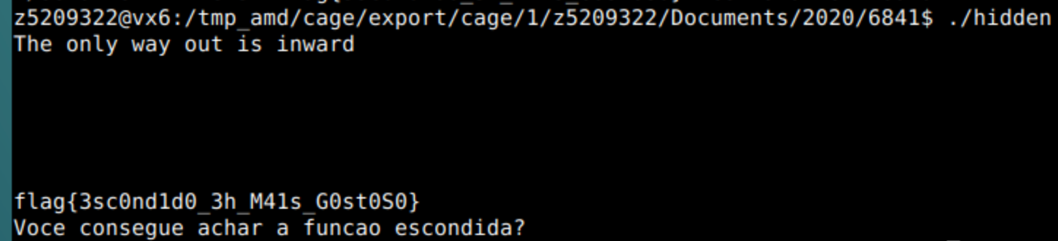 z5209322@vx6:/tmp_amd/cage/export/cage/1/z5209322/Documents/2020/6841$ ./hidden
The only way out is inward
flag{3sc0nd1d0_3h_M41s_G0st0S0}
Voce consegue achar a funcao escondida?